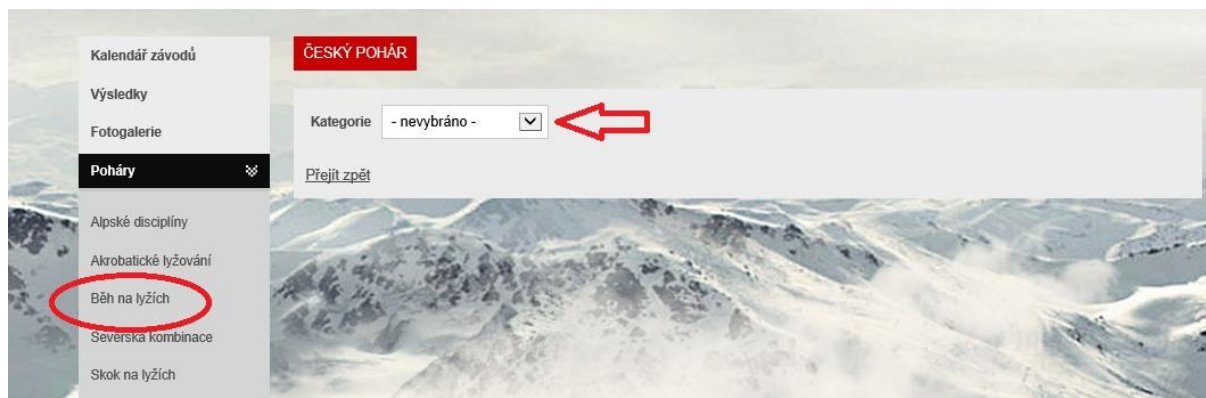 Kalendář závodů
Výsledky
Fotogalerie
Poháry
Alpské disciplíny
Akrobatické lyžování
Běh na lyžích
Severská kombinace
Skok na lyžích
ČESKÝ POHÁR
Kategorie - nevybráno -
Přejít zpět